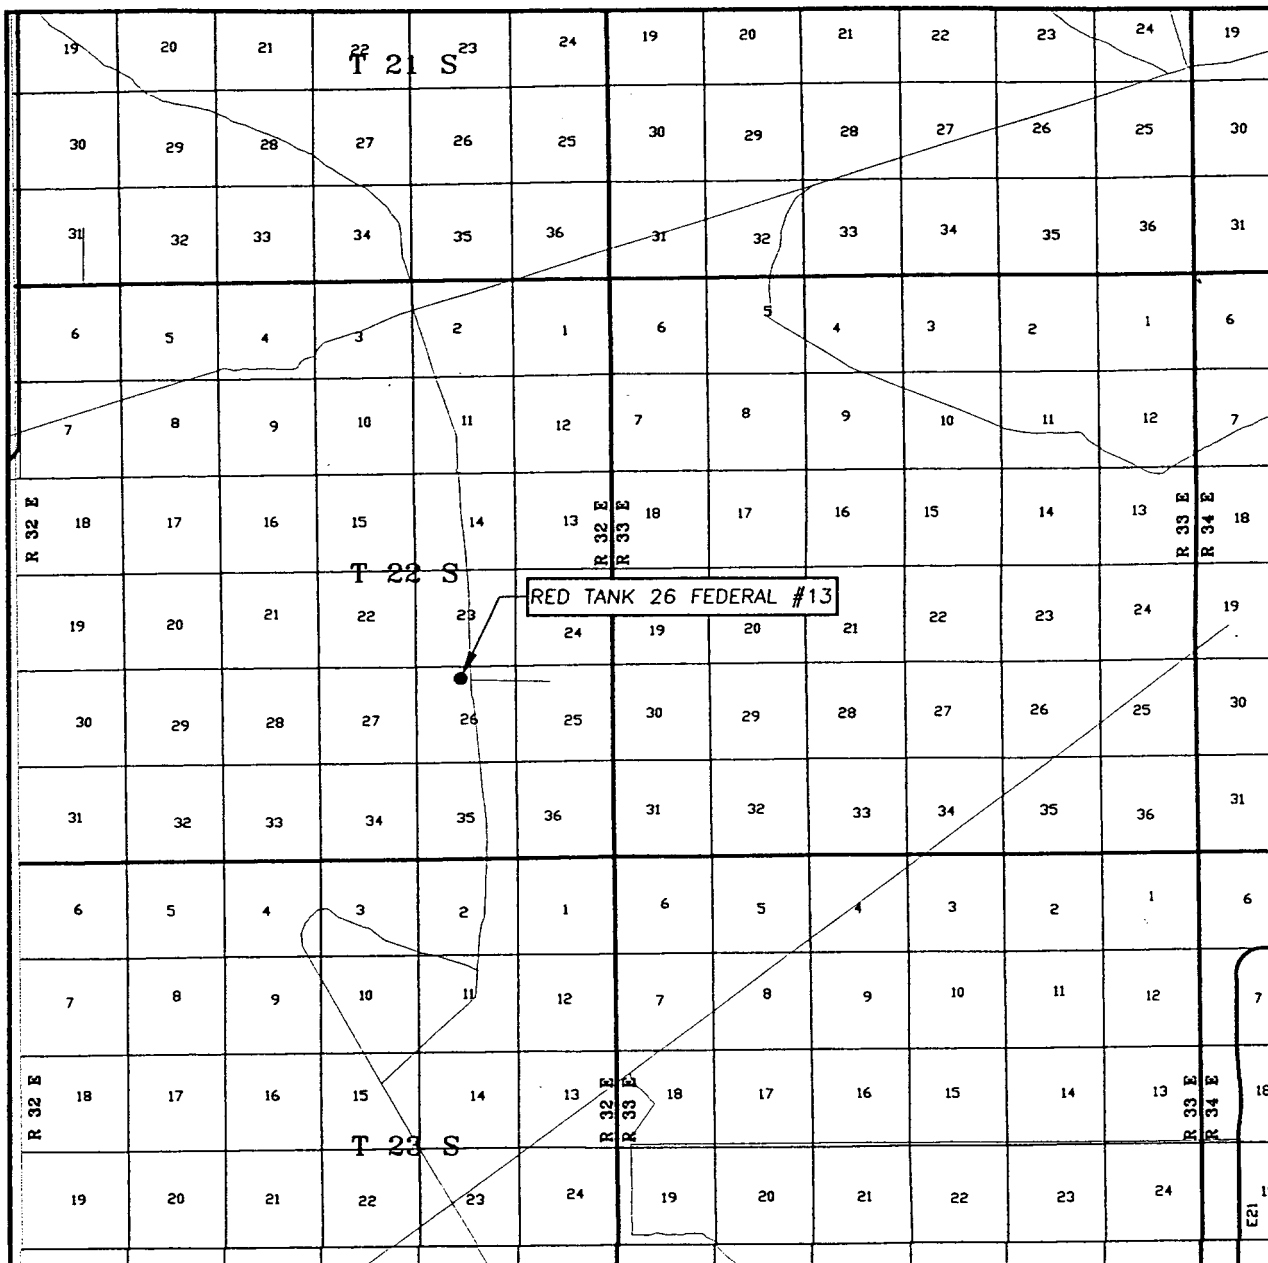 19 20 21 22 23 24 19 20 21 22 23 24 19
T 21 S
30 29 28 27 26 25 30 29 28 27 26 25 30
31 32 33 34 35 36 31 32 33 34 35 36 31
6 5 4 3 2 1 6 5 4 3 2 1 6
7 8 9 10 11 12 7 8 9 10 11 12 7
R 32 E 18 17 16 15 14 13 R 32 E R 33 E 18 17 16 15 14 13 R 33 E R 34 E 18
T 22 S
RED TANK 26 FEDERAL #13
19 20 21 22 23 24 19 20 21 22 23 24 19
30 29 28 27 26 25 30 29 28 27 26 25 30
31 32 33 34 35 36 31 32 33 34 35 36 31
6 5 4 3 2 1 6 5 4 3 2 1 6
7 8 9 10 11 12 7 8 9 10 11 12 7
R 32 E 18 17 16 15 14 13 R 32 E R 33 E 18 17 16 15 14 13 R 33 E R 34 E 18
T 23 S
19 20 21 22 23 24 19 20 21 22 23 24
E21